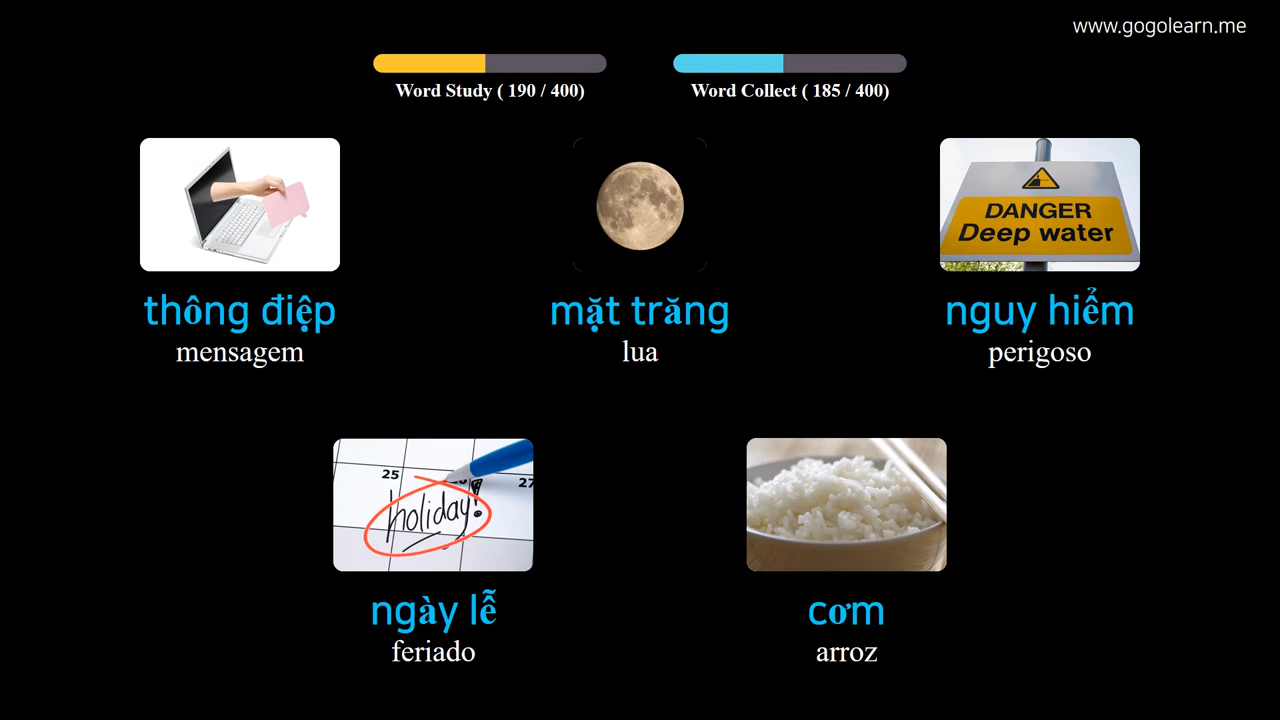 www.gogolearn.me
Word Study ( 190 / 400)
Word Collect ( 185 / 400)
DANGER
Deep water
thông điệp
mensagem
mặt trăng
lua
nguy hiểm
perigoso
25
27
holiday!
ngày lễ
feriado
cơm
arroz